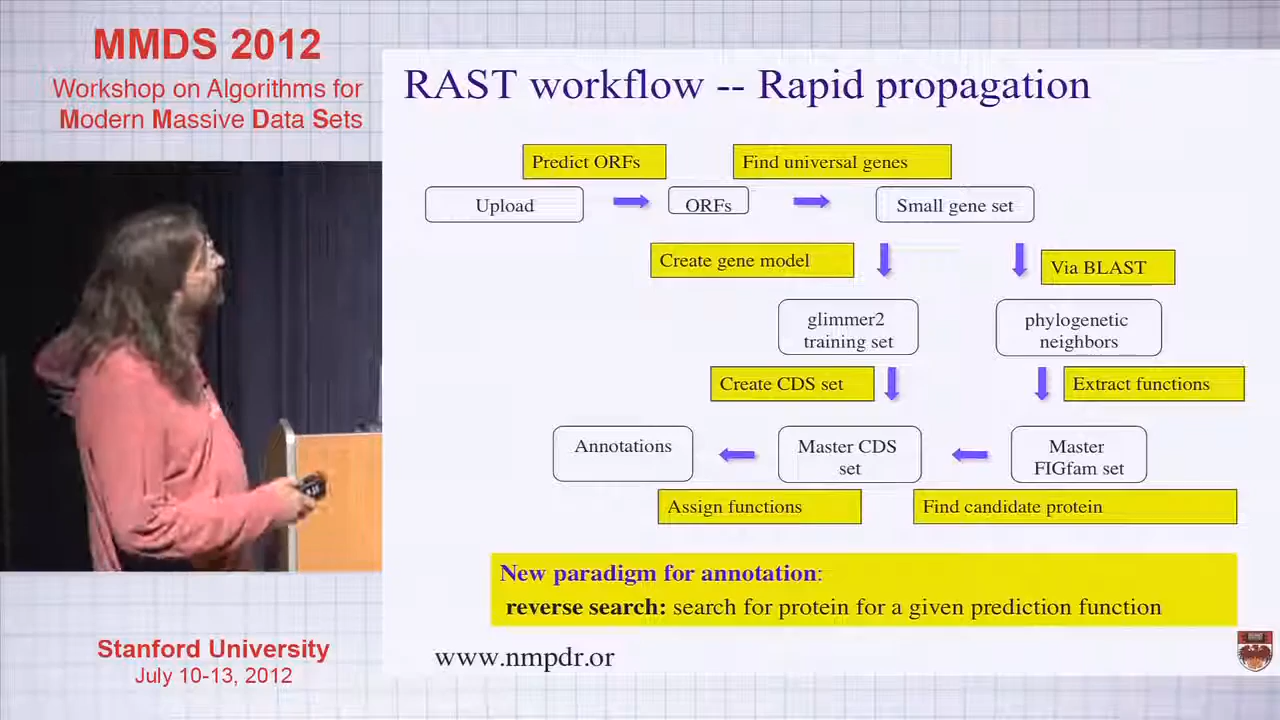 MMDS 2012
Workshop on Algorithms for
Modern Massive Data Sets
RAST workflow -- Rapid propagation
Predict ORFs
Find universal genes
Upload
ORFs
Small gene set
Create gene model
Via BLAST
glimmer2
training set
phylogenetic
neighbors
Create CDS set
Extract functions
Annotations
Master CDS
set
Master
FIGfam set
Assign functions
Find candidate protein
New paradigm for annotation:
reverse search: search for protein for a given prediction function
www.nmpdr.or
Stanford University
July 10-13, 2012